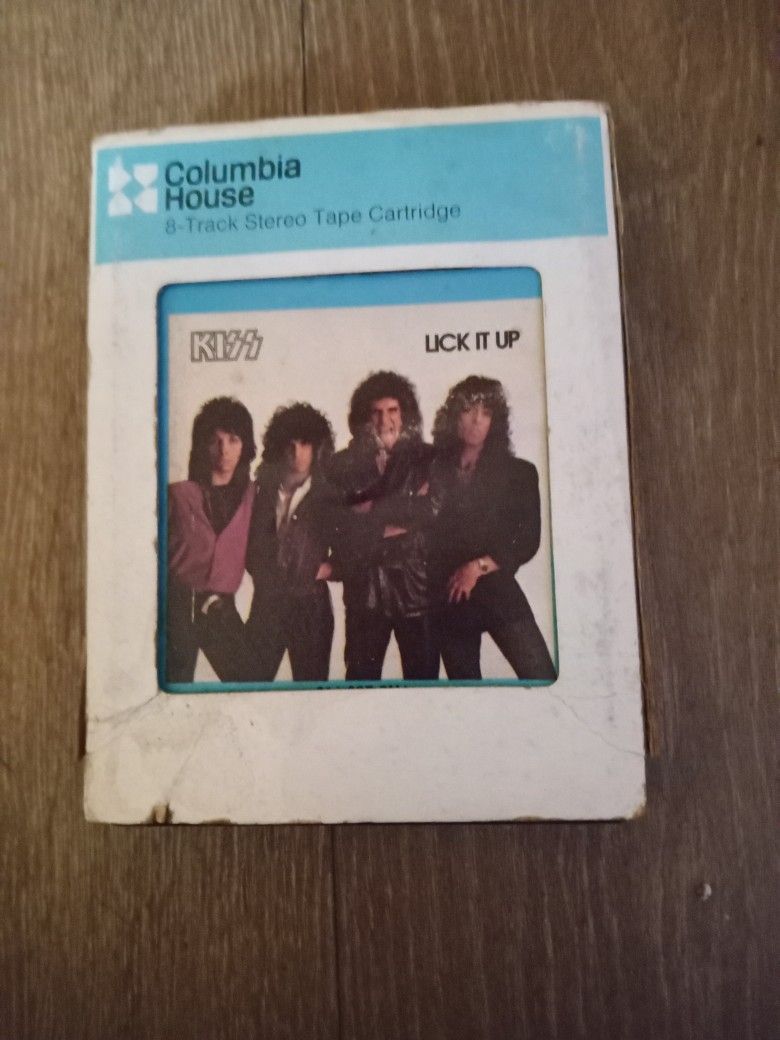 Columbia
House
8-Track Stereo Tape Cartridge
KISS
LICK IT UP